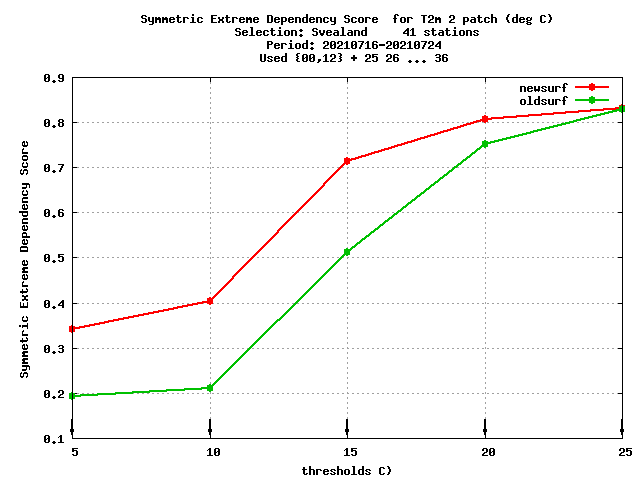 Symmetric Extreme Dependency Score  for T2m 2 patch (deg C)
Selection: Svealand     41 stations
Period: 20210716-20210724
Used {00,12} + 25 26 ... 36
newsurf
oldsurf
Symmetric Extreme Dependency Score
0.9
0.8
0.7
0.6
0.5
0.4
0.3
0.2
0.1
5 10 15 20 25
thresholds C)